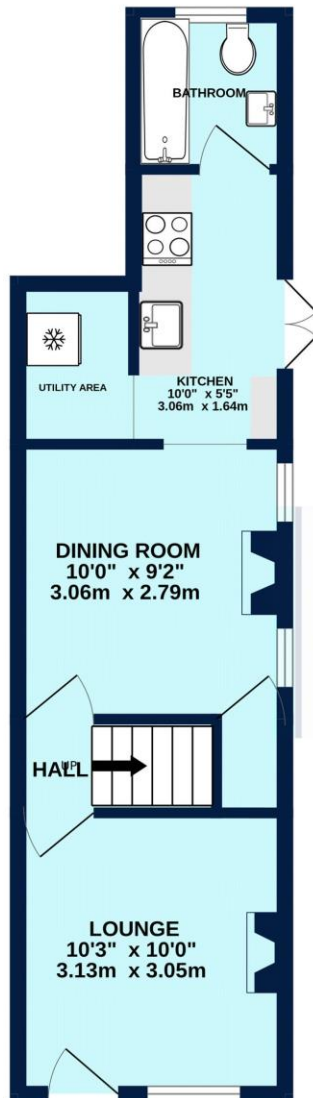 BATHROOM
UTILITY AREA
KITCHEN
10'0" x 5'5"
3.06m x 1.64m
DINING ROOM
10'0" x 9'2"
3.06m x 2.79m
HALL
UP
LOUNGE
10'3" x 10'0"
3.13m x 3.05m